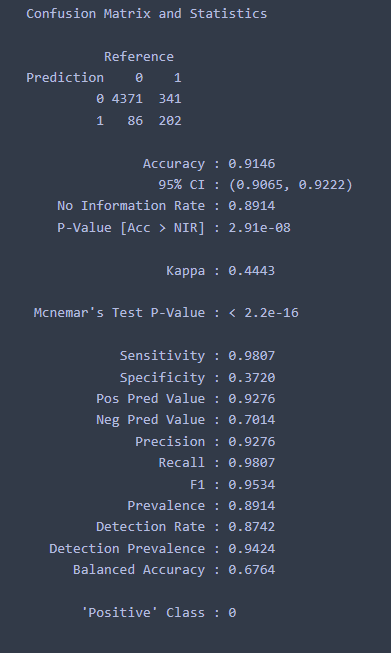 Confusion Matrix and Statistics
Reference
Prediction 0 1
0 4371 341
1 86 202
Accuracy : 0.9146
95% CI : (0.9065, 0.9222)
No Information Rate : 0.8914
P-Value [Acc > NIR] : 2.91e-08
Kappa : 0.4443
Mcnemar's Test P-Value : < 2.2e-16
Sensitivity : 0.9807
Specificity : 0.3720
Pos Pred Value : 0.9276
Neg Pred Value : 0.7014
Precision : 0.9276
Recall : 0.9807
F1 : 0.9534
Prevalence : 0.8914
Detection Rate : 0.8742
Detection Prevalence : 0.9424
Balanced Accuracy : 0.6764
'Positive' Class : 0